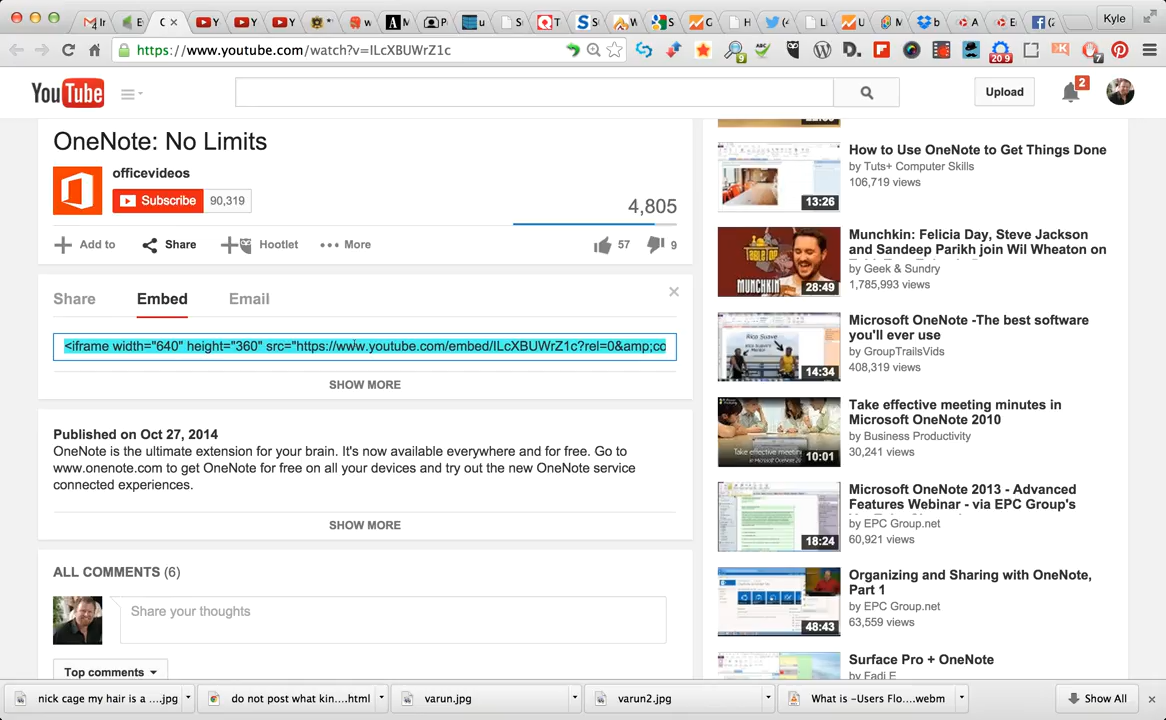 Kyle
https://www.youtube.com/watch?v=ILcXBUWrZ1c
9
20 9
7
YouTube
Upload
2
OneNote: No Limits
officevideos
Subscribe
90,319
4,805
Add to
Share
Hootlet
More
57
9
Share
Embed
Email
<iframe width="640" height="360" src="https://www.youtube.com/embed/ILcXBUWrZ1c?rel=0&amp;co
SHOW MORE
Published on Oct 27, 2014
OneNote is the ultimate extension for your brain. It's now available everywhere and for free. Go to
www.onenote.com to get OneNote for free on all your devices and try out the new OneNote service
connected experiences.
SHOW MORE
ALL COMMENTS (6)
Share your thoughts
Top comments
How to Use OneNote to Get Things Done
by Tuts+ Computer Skills
106,719 views
13:26
Munchkin: Felicia Day, Steve Jackson
and Sandeep Parikh join Wil Wheaton on
by Geek & Sundry
1,785,993 views
TABLETOP
MUNCHKIN
28:49
Microsoft OneNote -The best software
you'll ever use
by GroupTrailsVids
408,319 views
14:34
Take effective meeting minutes in
Microsoft OneNote 2010
by Business Productivity
30,241 views
10:01
Microsoft OneNote 2013 - Advanced
Features Webinar - via EPC Group's
by EPC Group.net
60,921 views
18:24
Organizing and Sharing with OneNote,
Part 1
by EPC Group.net
63,559 views
48:43
Surface Pro + OneNote
by Fadi E
nick cage my hair is a ....jpg
do not post what kin....html
varun.jpg
varun2.jpg
What is -Users Flo....webm
Show All